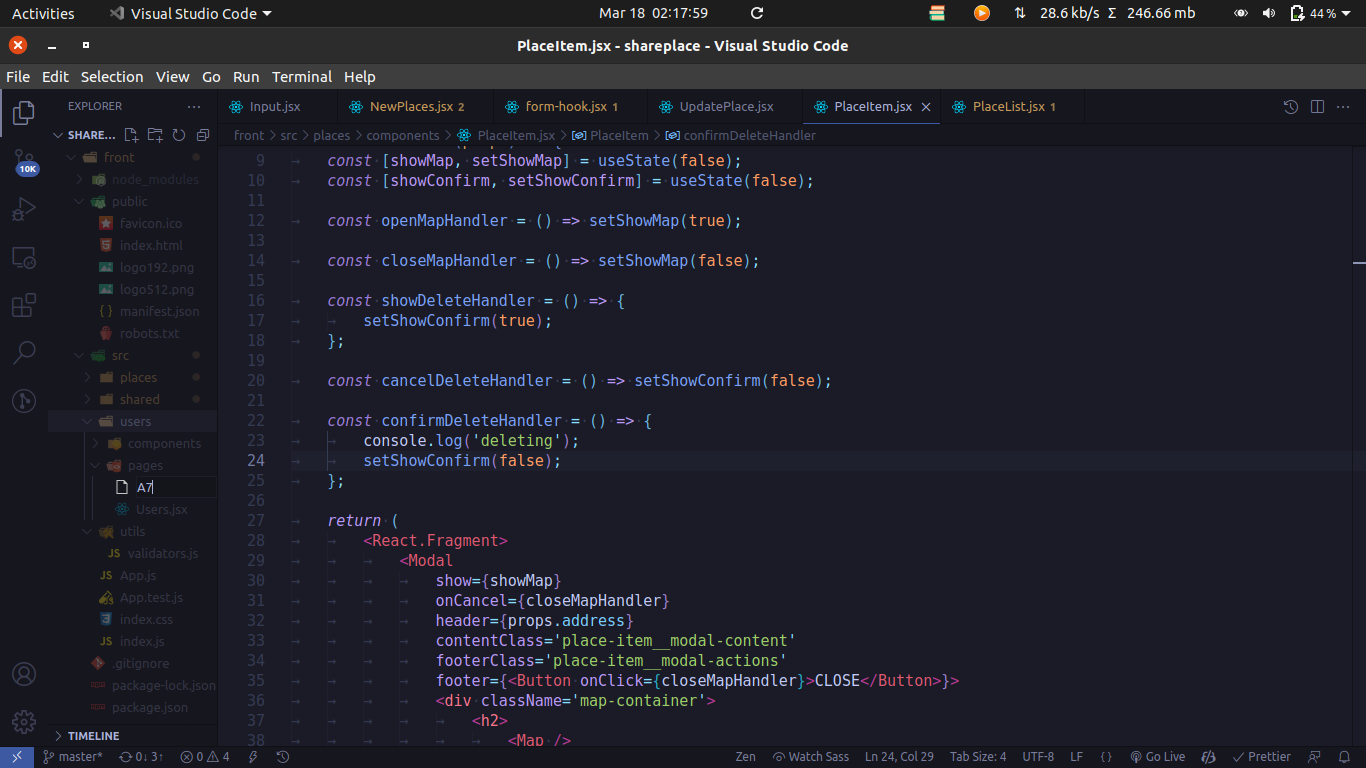 Activities Visual Studio Code Mar 18 02:17:59 28.6 kb/s Σ 246.66 mb 44 %
PlaceItem.jsx - shareplace - Visual Studio Code
File Edit Selection View Go Run Terminal Help
EXPLORER ··· Input.jsx NewPlaces.jsx 2 form-hook.jsx 1 UpdatePlace.jsx PlaceItem.jsx PlaceList.jsx 1
SHARE... front > src > places > components > PlaceItem.jsx > PlaceItem > confirmDeleteHandler
10K
front
node_modules
public
favicon.ico
index.html
logo192.png
logo512.png
manifest.json
robots.txt
src
places
shared
users
components
pages
A7
Users.jsx
utils
JS validators.js
JS App.js
App.test.js
index.css
JS index.js
.gitignore
package-lock.json
package.json
TIMELINE
9 const [showMap, setShowMap] = useState(false);
10 const [showConfirm, setShowConfirm] = useState(false);
11
12 const openMapHandler = () => setShowMap(true);
13
14 const closeMapHandler = () => setShowMap(false);
15
16 const showDeleteHandler = () => {
17 setShowConfirm(true);
18 };
19
20 const cancelDeleteHandler = () => setShowConfirm(false);
21
22 const confirmDeleteHandler = () => {
23 console.log('deleting');
24 setShowConfirm(false);
25 };
26
27 return (
28 <React.Fragment>
29 <Modal
30 show={showMap}
31 onCancel={closeMapHandler}
32 header={props.address}
33 contentClass='place-item__modal-content'
34 footerClass='place-item__modal-actions'
35 footer={<Button onClick={closeMapHandler}>CLOSE</Button>}>
36 <div className='map-container'>
37 <h2>
38 <Map />
master* 0↓ 3↑ 0 4 Zen Watch Sass Ln 24, Col 29 Tab Size: 4 UTF-8 LF { } Go Live Prettier